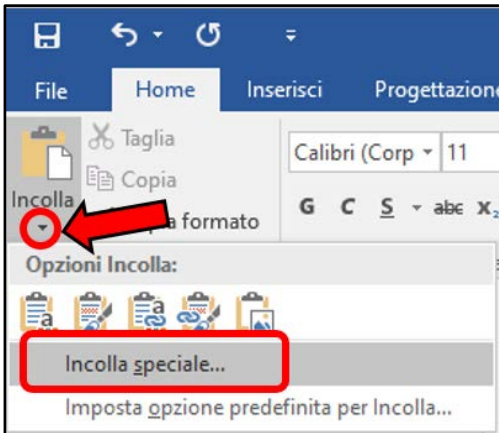 File Home Inserisci Progettazione
Taglia
Calibri (Corp 11
Copia
Incolla
formato
G C S abc X₂
Opzioni Incolla:
Incolla speciale...
Imposta opzione predefinita per Incolla...